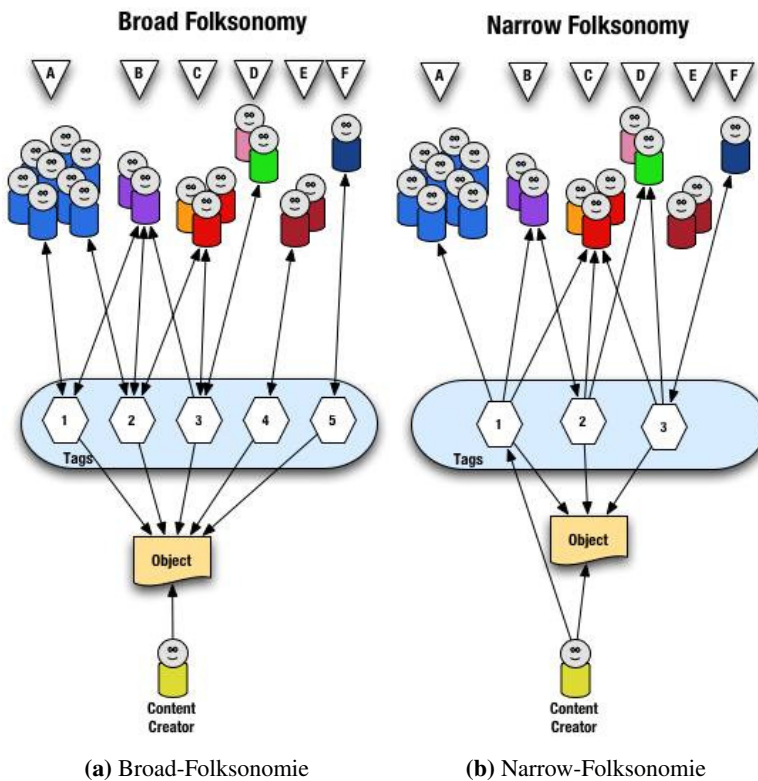 Broad Folksonomy
A B C D E F
1 2 3 4 5
Tags
Object
Content
Creator
(a) Broad-Folksonomie
Narrow Folksonomy
A B C D E F
1 2 3
Tags
Object
Content
Creator
(b) Narrow-Folksonomie